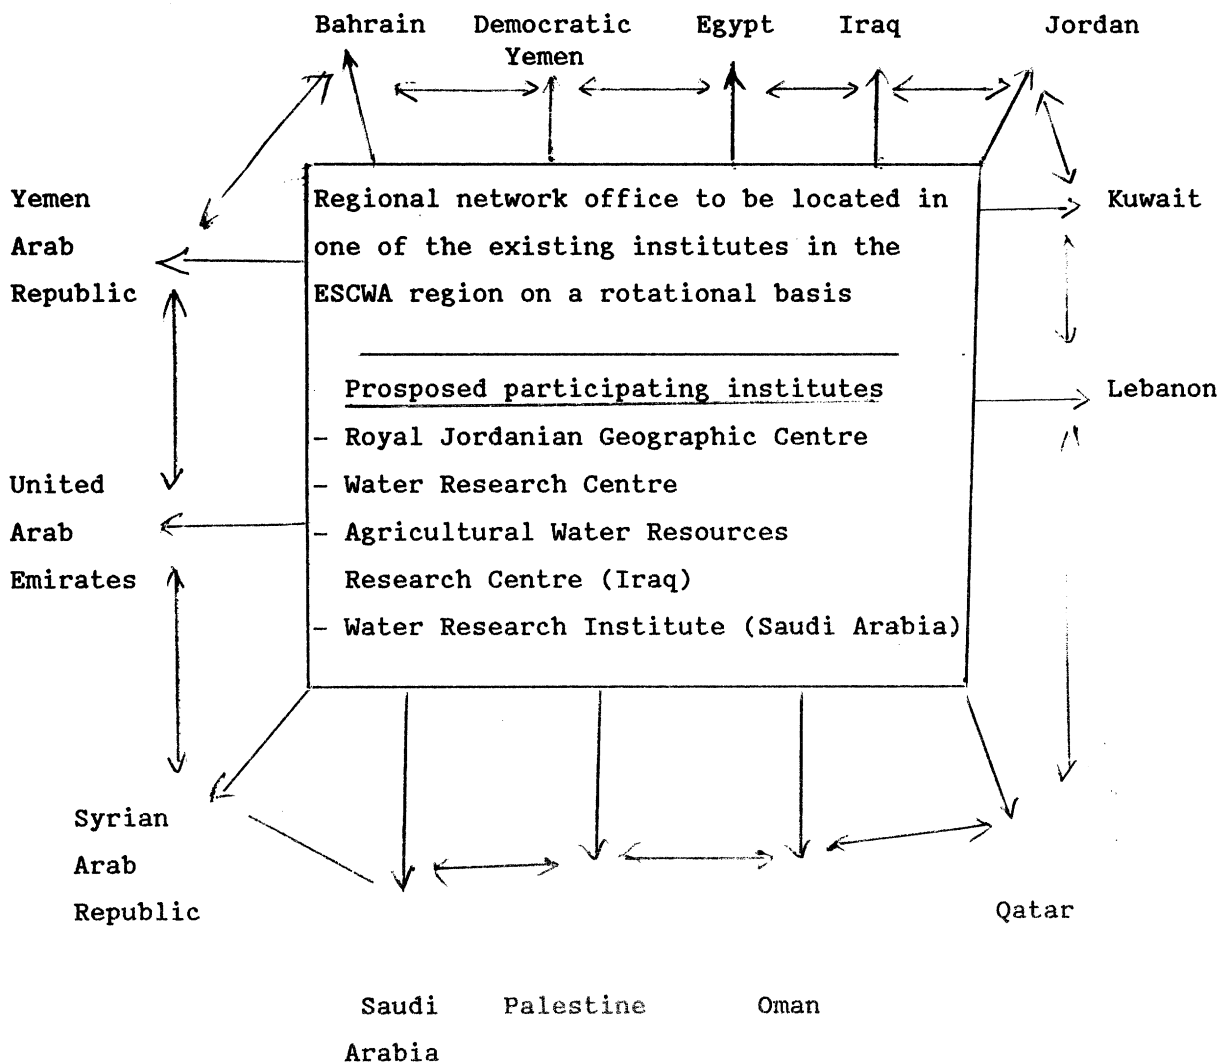 Bahrain
Democratic
Yemen
Egypt
Iraq
Jordan
Yemen
Arab
Republic
Regional network office to be located in
one of the existing institutes in the
ESCWA region on a rotational basis
Kuwait
Prosposed participating institutes
- Royal Jordanian Geographic Centre
- Water Research Centre
- Agricultural Water Resources
Research Centre (Iraq)
- Water Research Institute (Saudi Arabia)
Lebanon
United
Arab
Emirates
Syrian
Arab
Republic
Qatar
Saudi
Arabia
Palestine
Oman